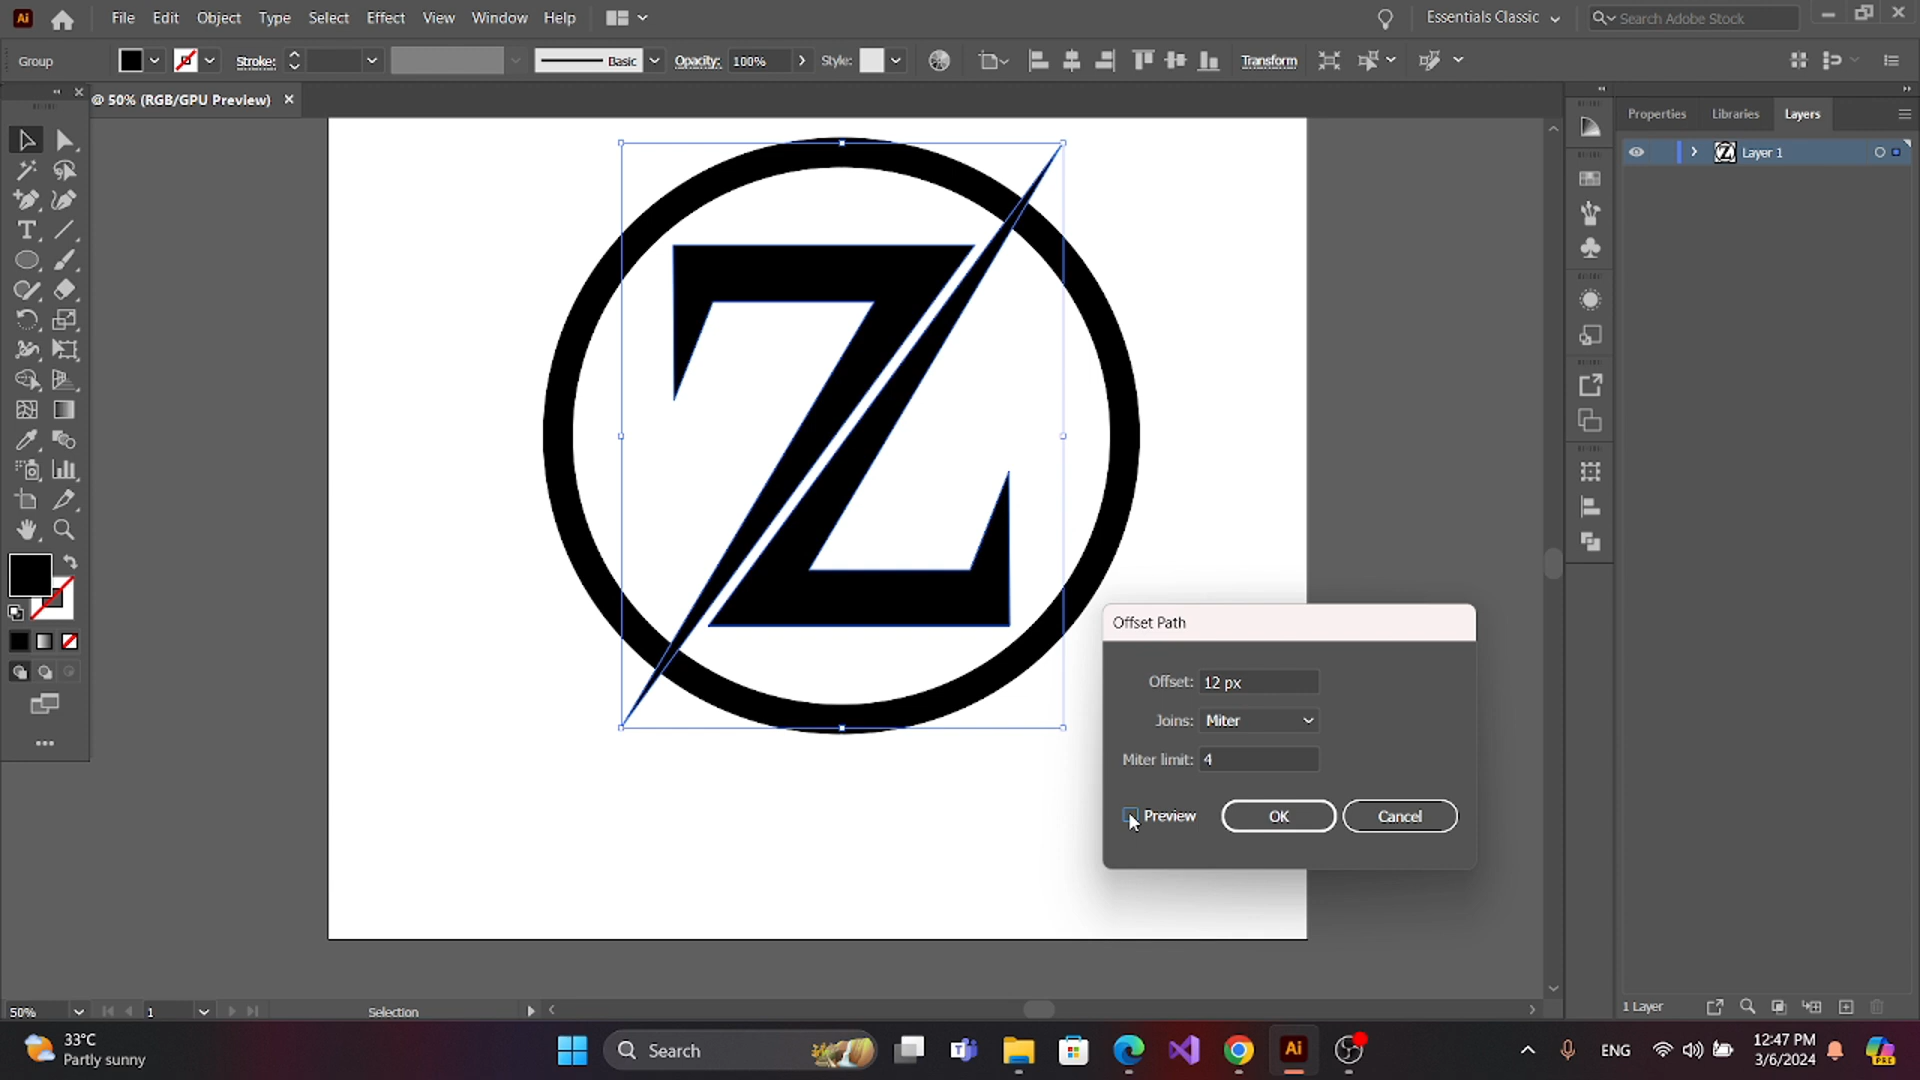 Ai File Edit Object Type Select Effect View Window Help Essentials Classic Search Adobe Stock
Group Stroke: Basic Opacity: 100% Style: Transform
@ 50% (RGB/GPU Preview)
Properties Libraries Layers
Layer 1
Z
Offset Path
Offset: 12 px
Joins: Miter
Miter limit: 4
Preview OK Cancel
50% 1 Selection
1 Layer
33°C
Partly sunny
Search
Ai
ENG
12:47 PM
3/6/2024
PRE